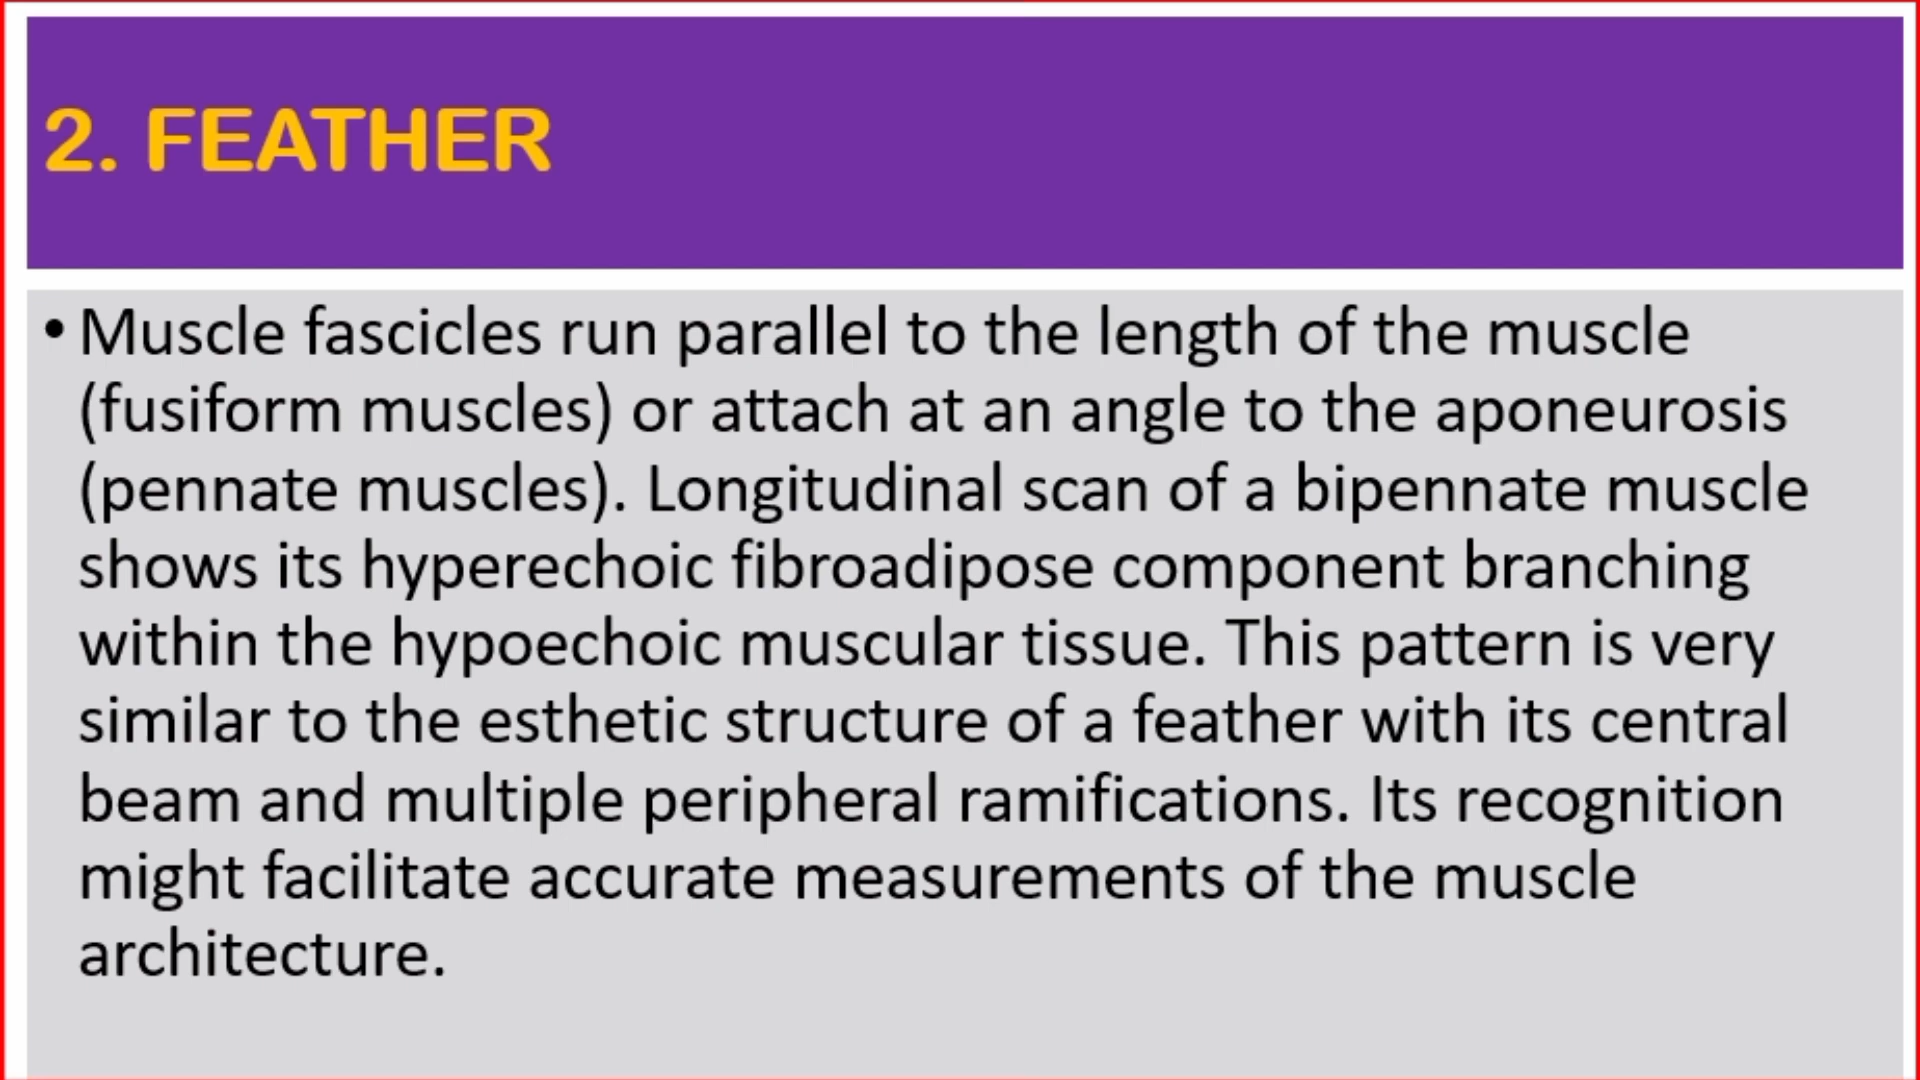 2. FEATHER
• Muscle fascicles run parallel to the length of the muscle
(fusiform muscles) or attach at an angle to the aponeurosis
(pennate muscles). Longitudinal scan of a bipennate muscle
shows its hyperechoic fibroadipose component branching
within the hypoechoic muscular tissue. This pattern is very
similar to the esthetic structure of a feather with its central
beam and multiple peripheral ramifications. Its recognition
might facilitate accurate measurements of the muscle
architecture.